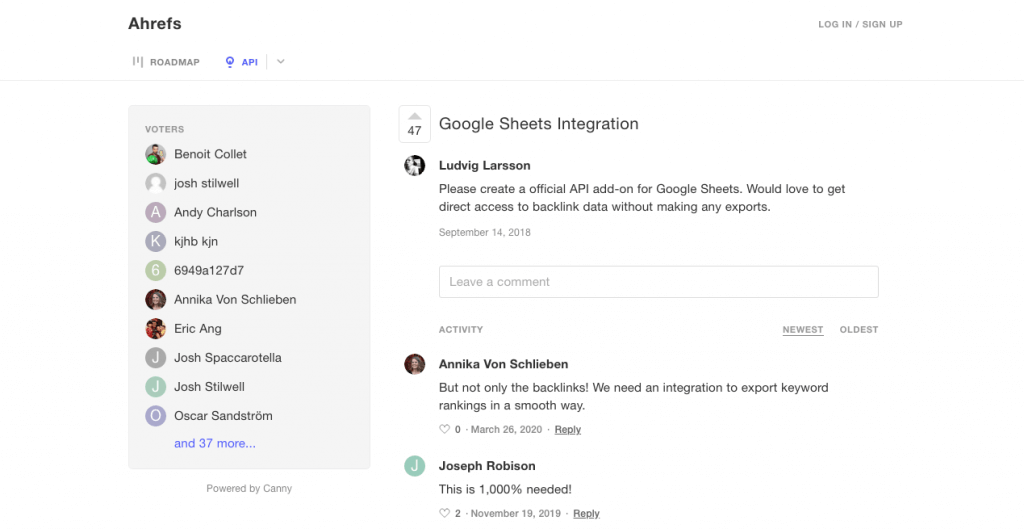 Ahrefs
LOG IN / SIGN UP
ROADMAP
API
VOTERS
Benoit Collet
josh stilwell
A
Andy Charlson
K
kjhb kjn
6
6949a127d7
Annika Von Schlieben
Eric Ang
J
Josh Spaccarotella
J
Josh Stilwell
O
Oscar Sandström
and 37 more...
Powered by Canny
47
Google Sheets Integration
Ludvig Larsson
Please create a official API add-on for Google Sheets. Would love to get
direct access to backlink data without making any exports.
September 14, 2018
Leave a comment
ACTIVITY
NEWEST
OLDEST
Annika Von Schlieben
But not only the backlinks! We need an integration to export keyword
rankings in a smooth way.
0 · March 26, 2020 · Reply
J
Joseph Robison
This is 1,000% needed!
2 · November 19, 2019 · Reply